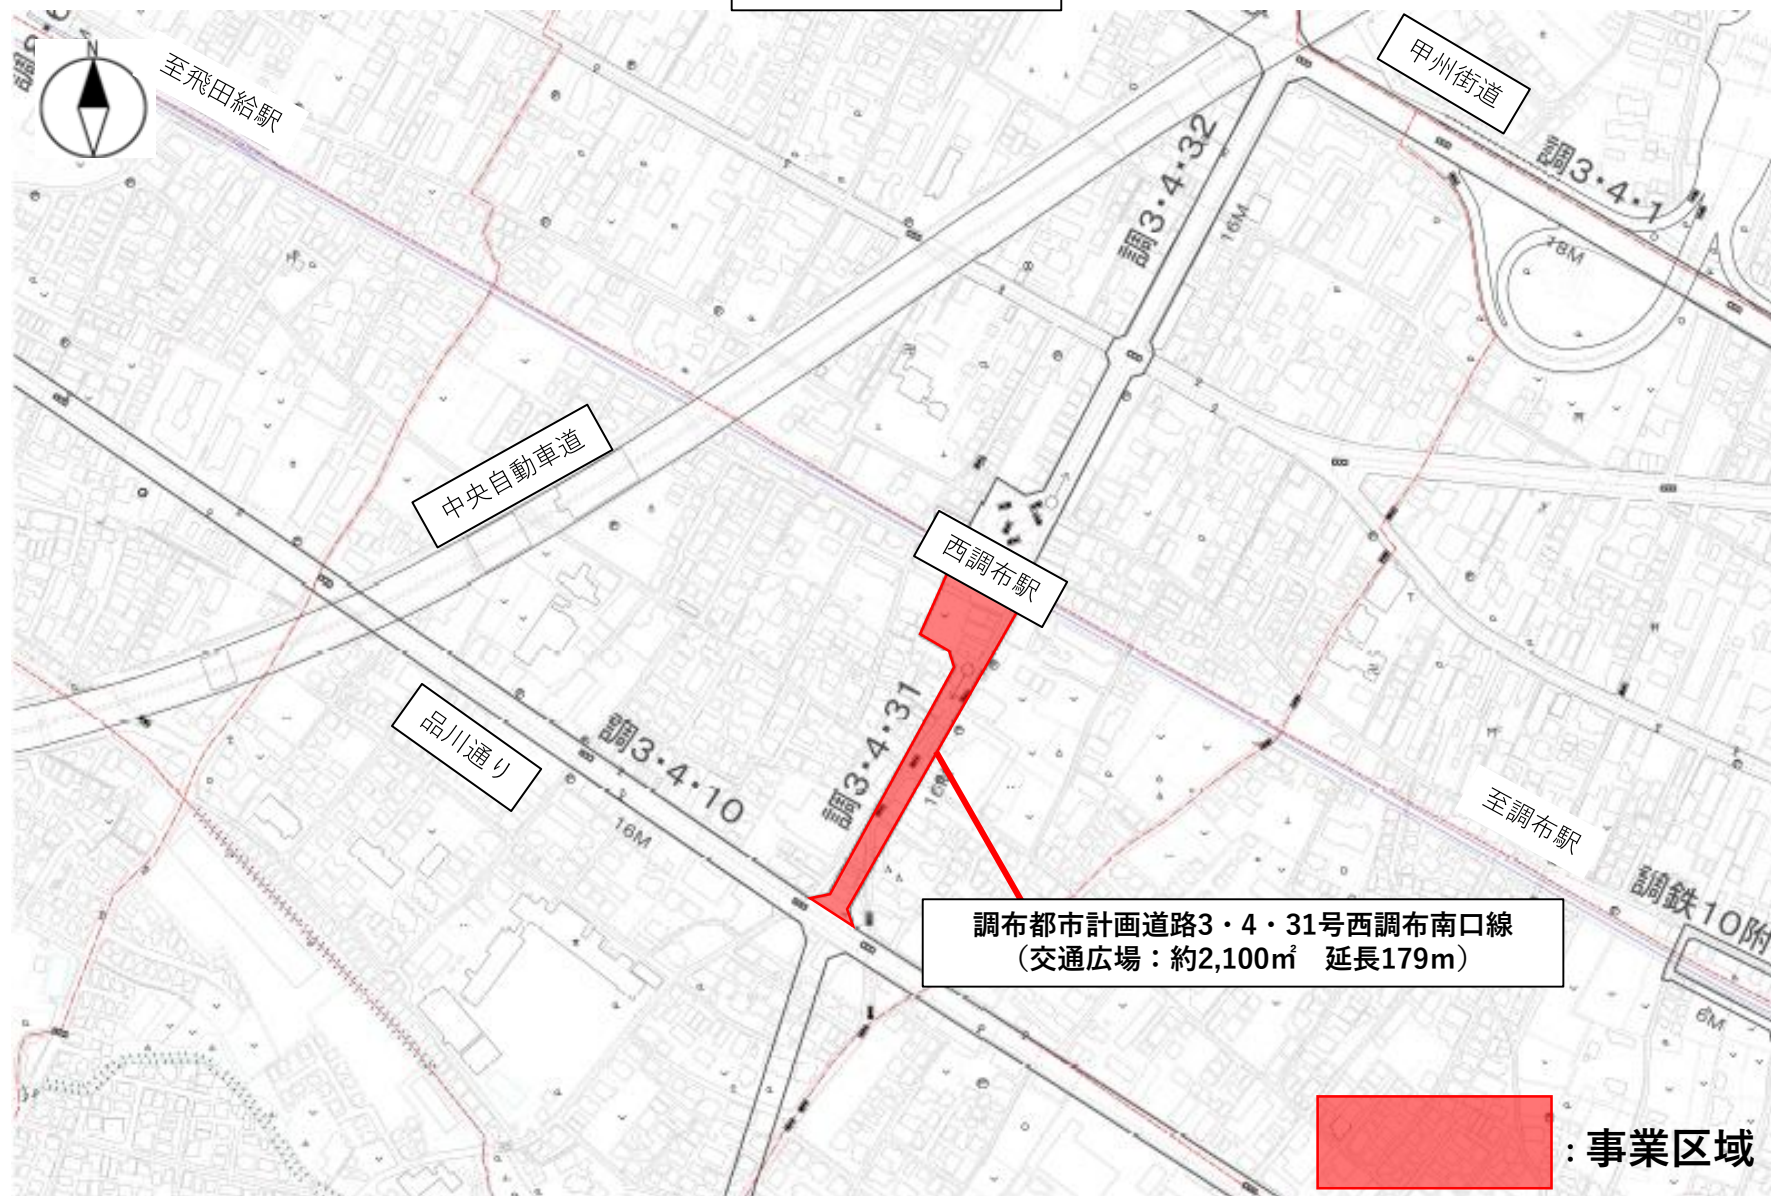 N
至飛田給駅
甲州街道
調3・4・1
18M
調3・4・32
16M
中央自動車道
西調布駅
品川通り
調3・4・10
16M
調3・4・31
至調布駅
調鉄10附
6M
調布都市計画道路3・4・31号西調布南口線
（交通広場：約2,100㎡　延長179m）
：事業区域